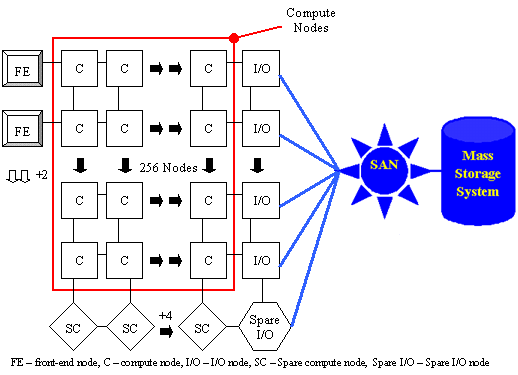 Compute
Nodes
FE C C C I/O
FE C C C I/O
+2 256 Nodes
SAN
Mass
Storage
System
C C C I/O
C C C I/O
+4
SC SC SC Spare
I/O
FE – front-end node, C – compute node, I/O – I/O node, SC – Spare compute node, Spare I/O – Spare I/O node